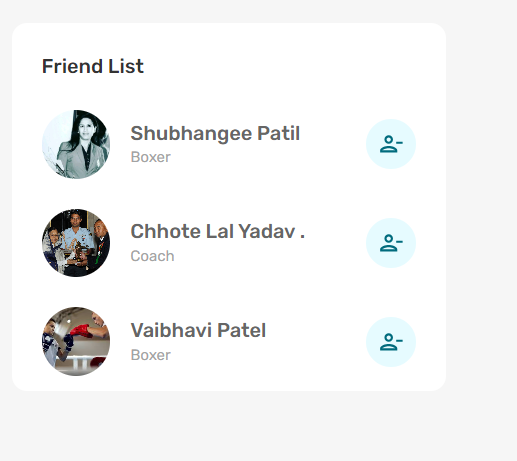 Friend List
Shubhangee Patil
Boxer
Chhote Lal Yadav .
Coach
Vaibhavi Patel
Boxer